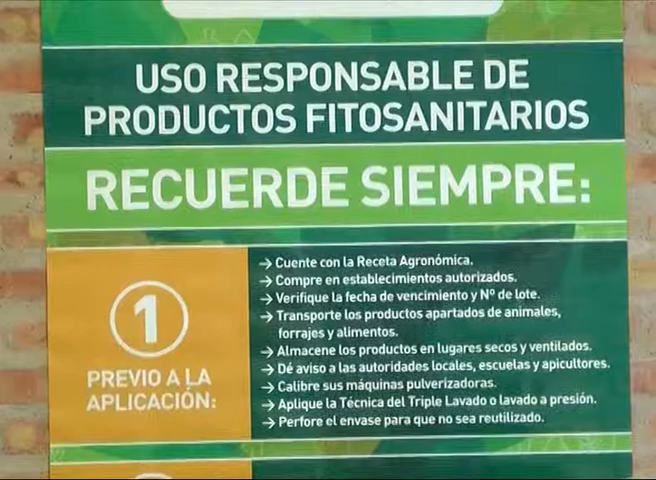 USO RESPONSABLE DE
PRODUCTOS FITOSANITARIOS
RECUERDE SIEMPRE:
1
PREVIO A LA
APLICACIÓN:
→ Cuente con la Receta Agronómica.
→ Compre en establecimientos autorizados.
→ Verifique la fecha de vencimiento y Nº de lote.
→ Transporte los productos apartados de animales,
forrajes y alimentos.
→ Almacene los productos en lugares secos y ventilados.
→ Dé aviso a las autoridades locales, escuelas y apicultores.
→ Calibre sus máquinas pulverizadoras.
→ Aplique la Técnica del Triple Lavado o lavado a presión.
→ Perfore el envase para que no sea reutilizado.